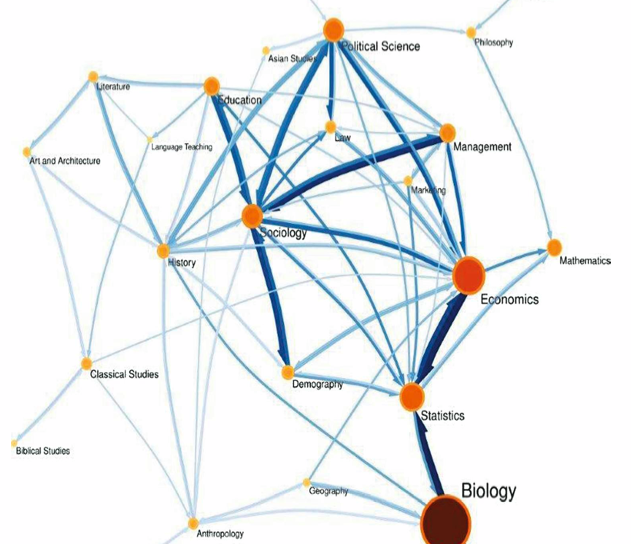 Political Science
Philosophy
Asian Studies
Literature
Education
Law
Language Teaching
Management
Art and Architecture
Marketing
Sociology
History
Mathematics
Economics
Classical Studies
Demography
Statistics
Biblical Studies
Geography
Biology
Anthropology